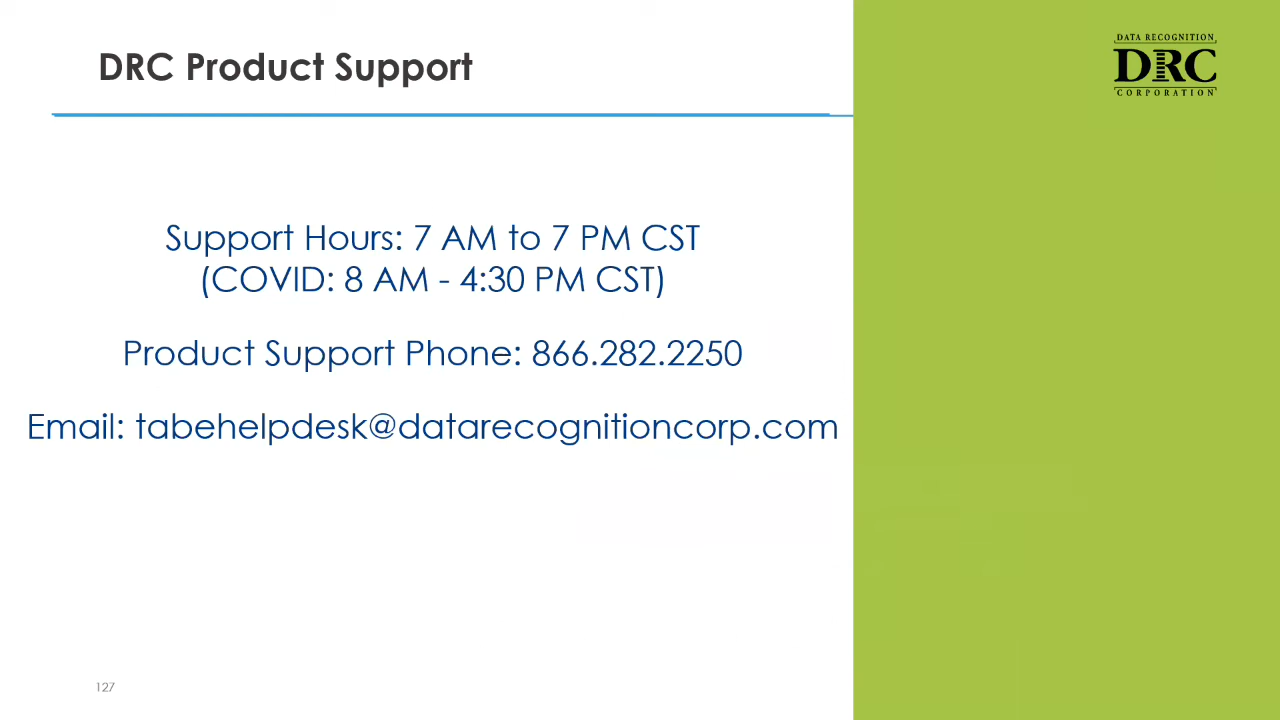 DRC Product Support
DATA RECOGNITION
DRC
CORPORATION
Support Hours: 7 AM to 7 PM CST
(COVID: 8 AM - 4:30 PM CST)
Product Support Phone: 866.282.2250
Email: tabehelpdesk@datarecognitioncorp.com
127